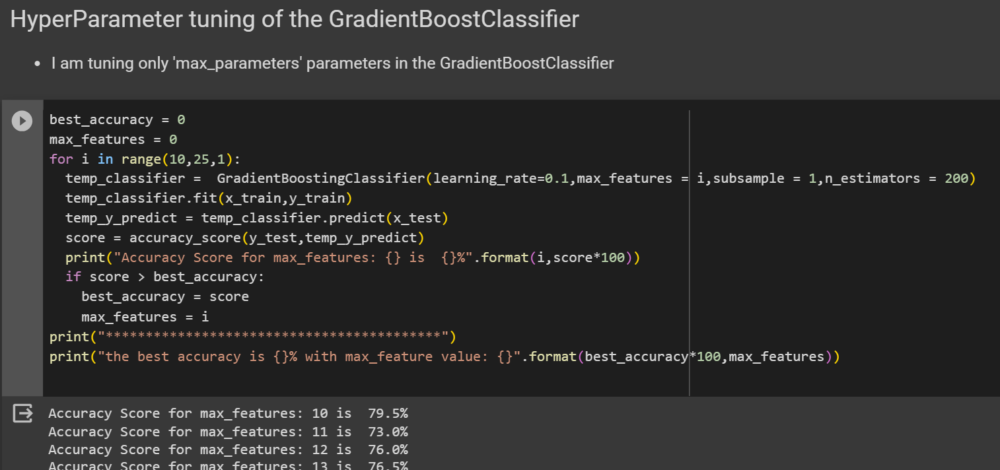 HyperParameter tuning of the GradientBoostClassifier
• I am tuning only 'max_parameters' parameters in the GradientBoostClassifier
best_accuracy = 0
max_features = 0
for i in range(10,25,1):
  temp_classifier =  GradientBoostingClassifier(learning_rate=0.1,max_features = i,subsample = 1,n_estimators = 200)
  temp_classifier.fit(x_train,y_train)
  temp_y_predict = temp_classifier.predict(x_test)
  score = accuracy_score(y_test,temp_y_predict)
  print("Accuracy Score for max_features: {} is  {}%".format(i,score*100))
  if score > best_accuracy:
    best_accuracy = score
    max_features = i
print("******************************************")
print("the best accuracy is {}% with max_feature value: {}".format(best_accuracy*100,max_features))
Accuracy Score for max_features: 10 is  79.5%
Accuracy Score for max_features: 11 is  73.0%
Accuracy Score for max_features: 12 is  76.0%
Accuracy Score for max_features: 13 is  76.5%